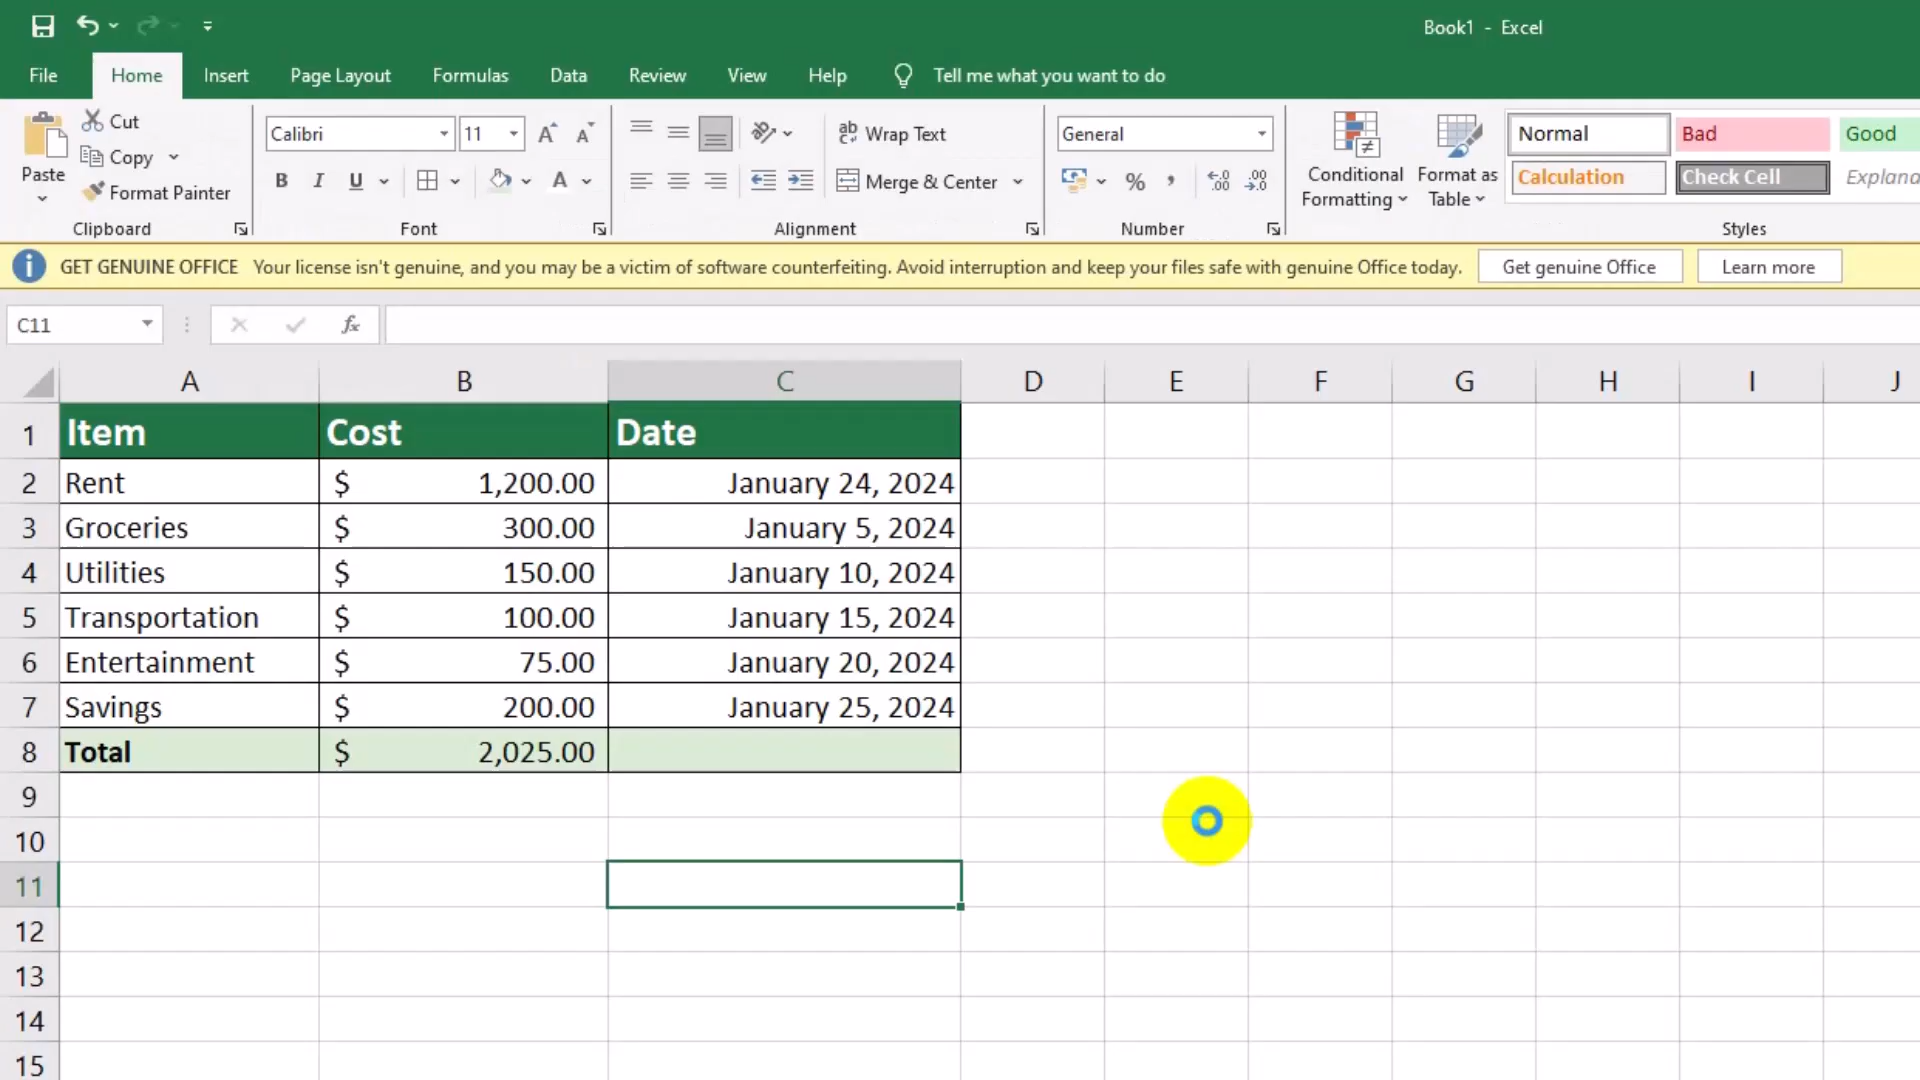 Book1 - Excel
File Home Insert Page Layout Formulas Data Review View Help Tell me what you want to do
Paste
Cut
Copy
Format Painter
Clipboard
Calibri 11 A A
B I U A
Font
ab c Wrap Text
Merge & Center
Alignment
General
% , .00 .00
Number
Conditional Formatting
Format as Table
Normal Bad Good
Calculation Check Cell Explana
Styles
i GET GENUINE OFFICE Your license isn't genuine, and you may be a victim of software counterfeiting. Avoid interruption and keep your files safe with genuine Office today. Get genuine Office Learn more
C11 fx
A B C D E F G H I J
1 Item Cost Date
2 Rent $ 1,200.00 January 24, 2024
3 Groceries $ 300.00 January 5, 2024
4 Utilities $ 150.00 January 10, 2024
5 Transportation $ 100.00 January 15, 2024
6 Entertainment $ 75.00 January 20, 2024
7 Savings $ 200.00 January 25, 2024
8 Total $ 2,025.00
9
10
11
12
13
14
15